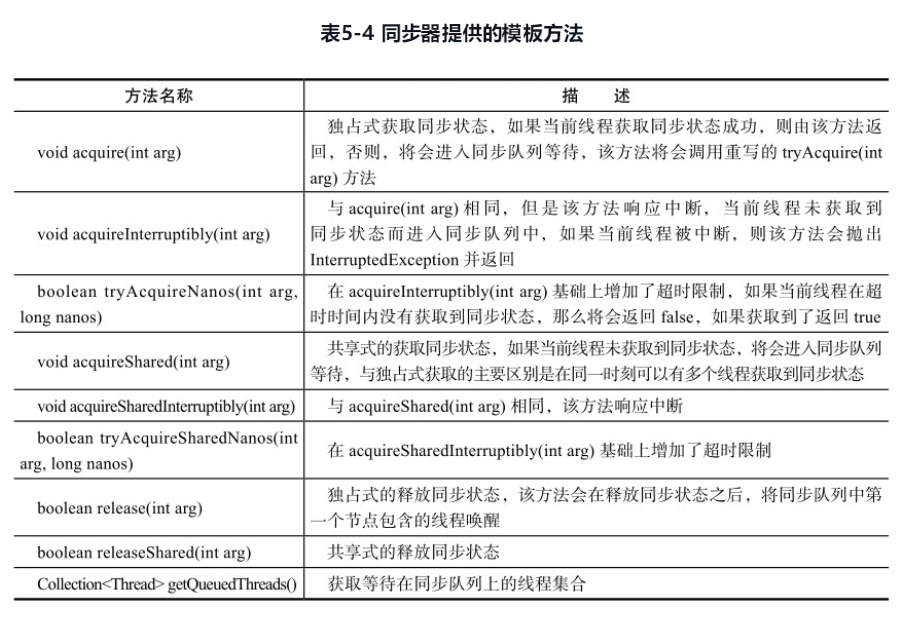 表5-4 同步器提供的模板方法
方法名称
描 述
void acquire(int arg)
独占式获取同步状态，如果当前线程获取同步状态成功，则由该方法返
回，否则，将会进入同步队列等待，该方法将会调用重写的 tryAcquire(int
arg) 方法
void acquireInterruptibly(int arg)
与 acquire(int arg) 相同，但是该方法响应中断，当前线程未获取到
同步状态而进入同步队列中，如果当前线程被中断，则该方法会抛出
InterruptedException 并返回
boolean tryAcquireNanos(int arg,
long nanos)
在 acquireInterruptibly(int arg) 基础上增加了超时限制，如果当前线程在超
时时间内没有获取到同步状态，那么将会返回 false，如果获取到了返回 true
void acquireShared(int arg)
共享式的获取同步状态，如果当前线程未获取到同步状态，将会进入同步队列
等待，与独占式获取的主要区别是在同一时刻可以有多个线程获取到同步状态
void acquireSharedInterruptibly(int arg)
与 acquireShared(int arg) 相同，该方法响应中断
boolean tryAcquireSharedNanos(int
arg, long nanos)
在 acquireSharedInterruptibly(int arg) 基础上增加了超时限制
boolean release(int arg)
独占式的释放同步状态，该方法会在释放同步状态之后，将同步队列中第
一个节点包含的线程唤醒
boolean releaseShared(int arg)
共享式的释放同步状态
Collection<Thread> getQueuedThreads()
获取等待在同步队列上的线程集合